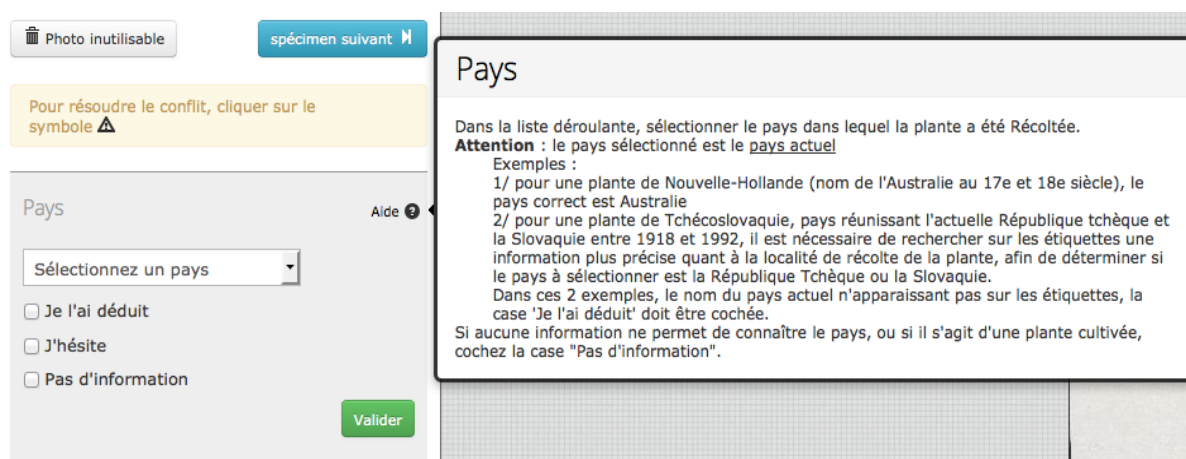 Photo inutilisable
spécimen suivant
Pour résoudre le conflit, cliquer sur le
symbole
Pays
Aide
Sélectionnez un pays
Je l'ai déduit
J'hésite
Pas d'information
Valider
Pays
Dans la liste déroulante, sélectionner le pays dans lequel la plante a été Récoltée.
Attention : le pays sélectionné est le pays actuel
Exemples :
1/ pour une plante de Nouvelle-Hollande (nom de l'Australie au 17e et 18e siècle), le
pays correct est Australie
2/ pour une plante de Tchécoslovaquie, pays réunissant l'actuelle République tchèque et
la Slovaquie entre 1918 et 1992, il est nécessaire de rechercher sur les étiquettes une
information plus précise quant à la localité de récolte de la plante, afin de déterminer si
le pays à sélectionner est la République Tchèque ou la Slovaquie.
Dans ces 2 exemples, le nom du pays actuel n'apparaissant pas sur les étiquettes, la
case 'Je l'ai déduit' doit être cochée.
Si aucune information ne permet de connaître le pays, ou si il s'agit d'une plante cultivée,
cochez la case "Pas d'information".